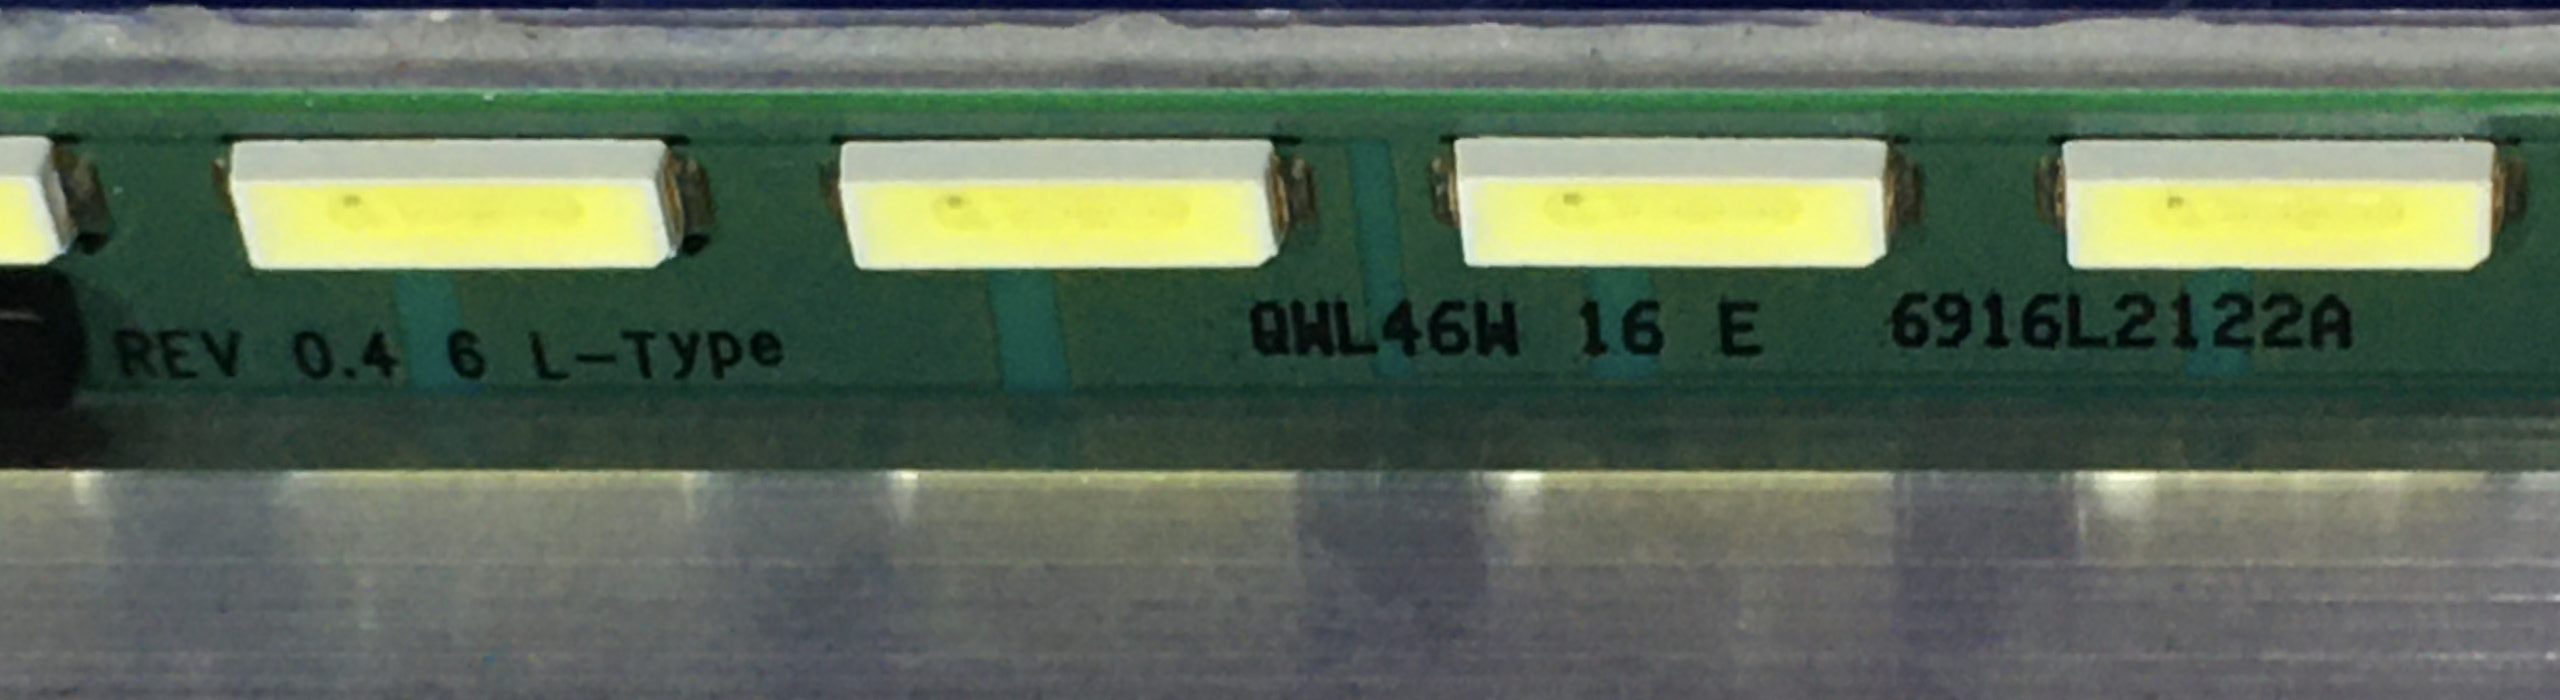 REV 0.4 6 L-Type
QWL46W 16 E 6916L2122A